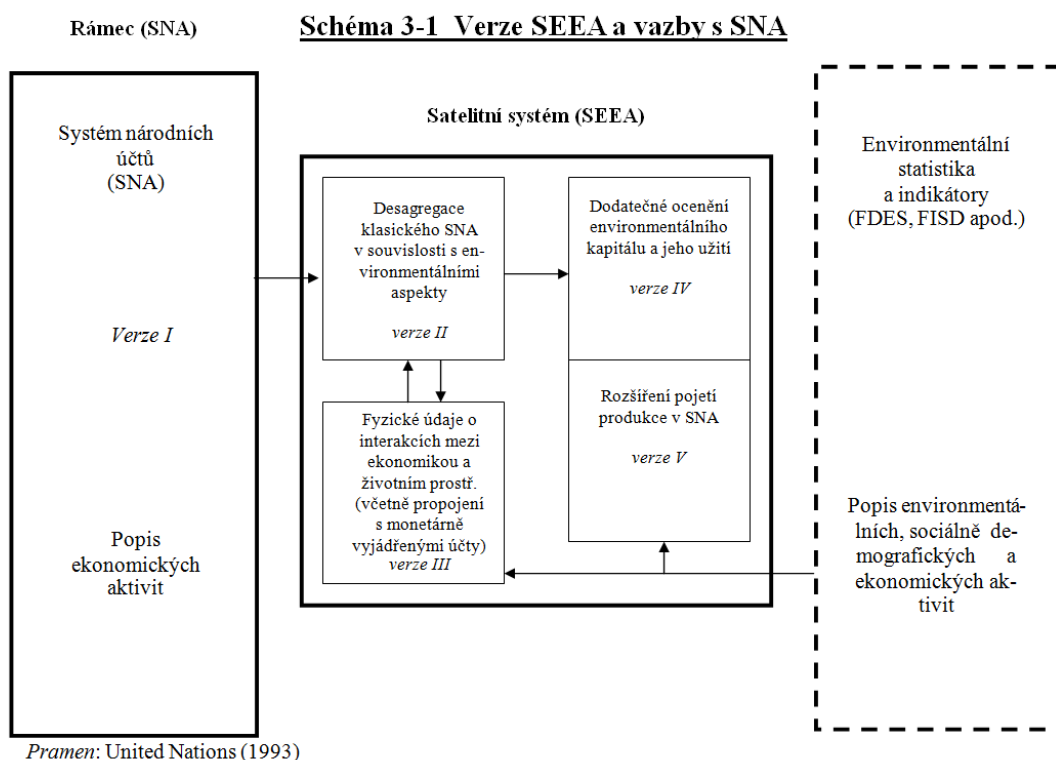 Rámec (SNA)
Schéma 3-1 Verze SEEA a vazby s SNA
Systém národních
účtů
(SNA)
Verze I
Popis
ekonomických
aktivit
Satelitní systém (SEEA)
Desagregace
klasického SNA
v souvislosti s en-
vironmentálními
aspekty
verze II
Dodatečné ocenění
environmentálního
kapitálu a jeho užití
verze IV
Fyzické údaje o
interakcích mezi
ekonomikou a
životním prostř.
(včetně propojení
s monetárně
vyjádřenými účty)
verze III
Rozšíření pojetí
produkce v SNA
verze V
Environmentální
statistika
a indikátory
(FDES, FISD apod.)
Popis environmentá-
lních, sociálně de-
mografických a
ekonomických ak-
tivit
Pramen: United Nations (1993)